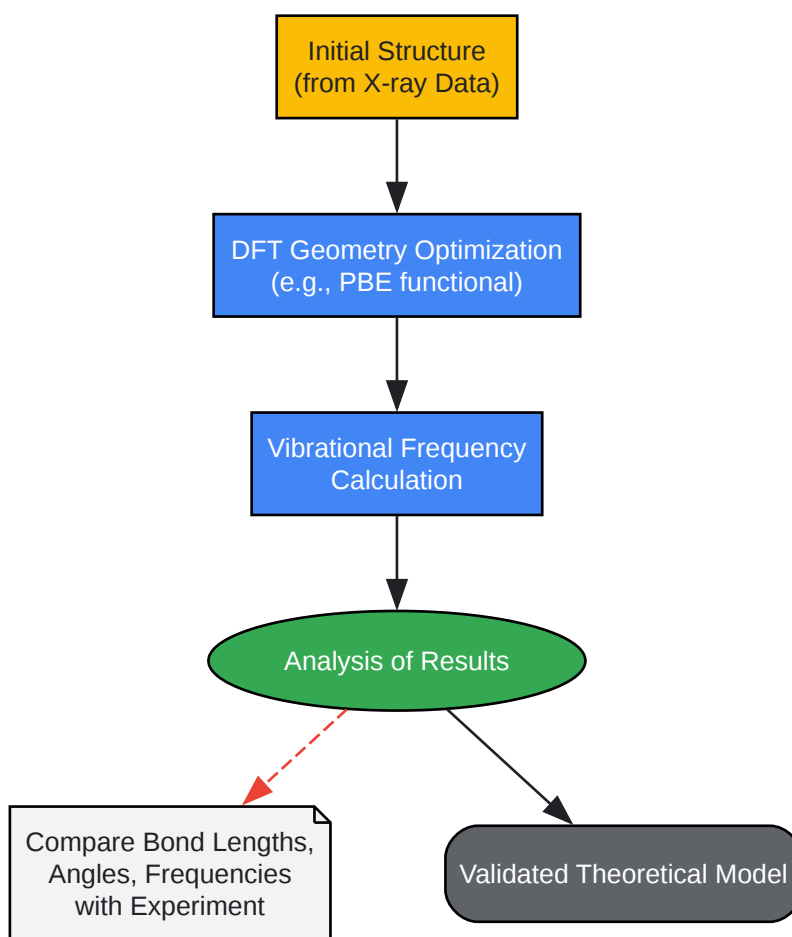 Initial Structure
(from X-ray Data)
DFT Geometry Optimization
(e.g., PBE functional)
Vibrational Frequency
Calculation
Analysis of Results
Compare Bond Lengths,
Angles, Frequencies
with Experiment
Validated Theoretical Model